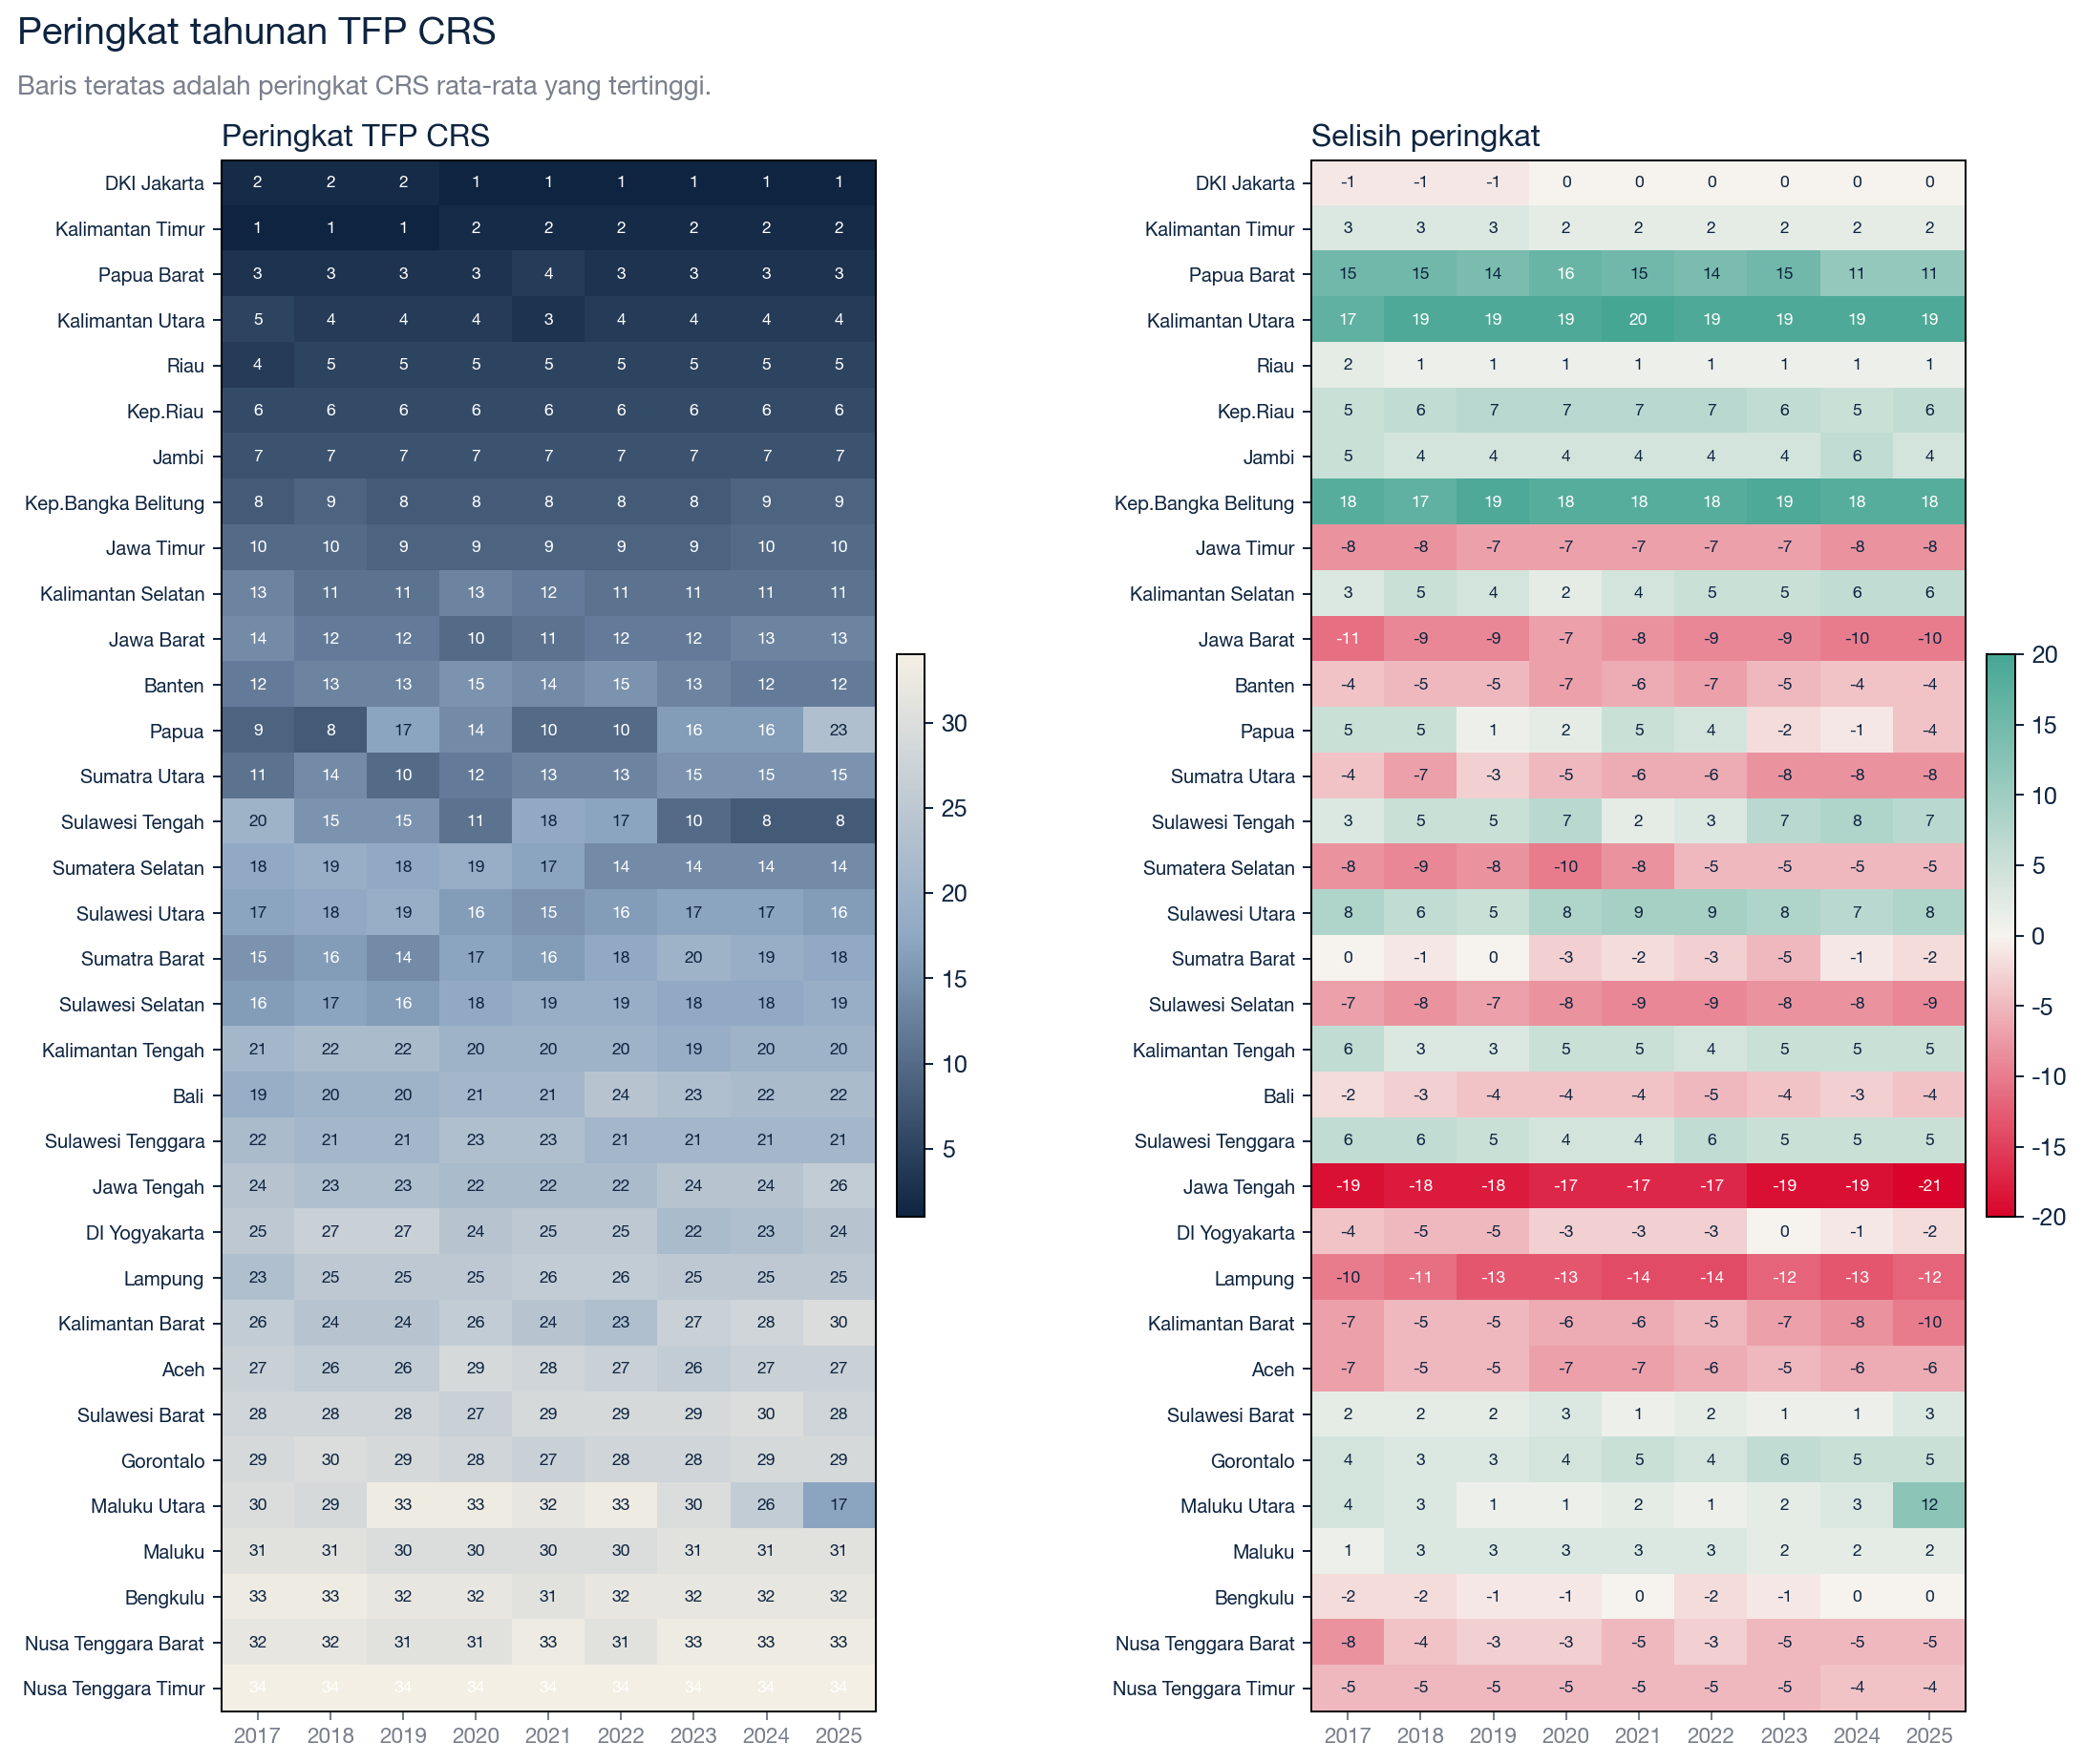 Peringkat tahunan TFP CRS
Baris teratas adalah peringkat CRS rata-rata yang tertinggi.
Peringkat TFP CRS
DKI Jakarta 2 2 2 1 1 1 1 1 1
Kalimantan Timur 1 1 1 2 2 2 2 2 2
Papua Barat 3 3 3 3 4 3 3 3 3
Kalimantan Utara 5 4 4 4 3 4 4 4 4
Riau 4 5 5 5 5 5 5 5 5
Kep.Riau 6 6 6 6 6 6 6 6 6
Jambi 7 7 7 7 7 7 7 7 7
Kep.Bangka Belitung 8 9 8 8 8 8 8 9 9
Jawa Timur 10 10 9 9 9 9 9 10 10
Kalimantan Selatan 13 11 11 13 12 11 11 11 11
Jawa Barat 14 12 12 10 11 12 12 13 13
Banten 12 13 13 15 14 15 13 12 12
Papua 9 8 17 14 10 10 16 16 23
Sumatra Utara 11 14 10 12 13 13 15 15 15
Sulawesi Tengah 20 15 15 11 18 17 10 8 8
Sumatera Selatan 18 19 18 19 17 14 14 14 14
Sulawesi Utara 17 18 19 16 15 16 17 17 16
Sumatra Barat 15 16 14 17 16 18 20 19 18
Sulawesi Selatan 16 17 16 18 19 19 18 18 19
Kalimantan Tengah 21 22 22 20 20 20 19 20 20
Bali 19 20 20 21 21 24 23 22 22
Sulawesi Tenggara 22 21 21 23 23 21 21 21 21
Jawa Tengah 24 23 23 22 22 22 24 24 26
DI Yogyakarta 25 27 27 24 25 25 22 23 24
Lampung 23 25 25 25 26 26 25 25 25
Kalimantan Barat 26 24 24 26 24 23 27 28 30
Aceh 27 26 26 29 28 27 26 27 27
Sulawesi Barat 28 28 28 27 29 29 29 30 28
Gorontalo 29 30 29 28 27 28 28 29 29
Maluku Utara 30 29 33 33 32 33 30 26 17
Maluku 31 31 30 30 30 30 31 31 31
Bengkulu 33 33 32 32 31 32 32 32 32
Nusa Tenggara Barat 32 32 31 31 33 31 33 33 33
Nusa Tenggara Timur 34 34 34 34 34 34 34 34 34
2017 2018 2019 2020 2021 2022 2023 2024 2025
30
25
20
15
10
5
Selisih peringkat
DKI Jakarta -1 -1 -1 0 0 0 0 0 0
Kalimantan Timur 3 3 3 2 2 2 2 2 2
Papua Barat 15 15 14 16 15 14 15 11 11
Kalimantan Utara 17 19 19 19 20 19 19 19 19
Riau 2 1 1 1 1 1 1 1 1
Kep.Riau 5 6 7 7 7 7 6 5 6
Jambi 5 4 4 4 4 4 4 6 4
Kep.Bangka Belitung 18 17 19 18 18 18 19 18 18
Jawa Timur -8 -8 -7 -7 -7 -7 -7 -8 -8
Kalimantan Selatan 3 5 4 2 4 5 5 6 6
Jawa Barat -11 -9 -9 -7 -8 -9 -9 -10 -10
Banten -4 -5 -5 -7 -6 -7 -5 -4 -4
Papua 5 5 1 2 5 4 -2 -1 -4
Sumatra Utara -4 -7 -3 -5 -6 -6 -8 -8 -8
Sulawesi Tengah 3 5 5 7 2 3 7 8 7
Sumatera Selatan -8 -9 -8 -10 -8 -5 -5 -5 -5
Sulawesi Utara 8 6 5 8 9 9 8 7 8
Sumatra Barat 0 -1 0 -3 -2 -3 -5 -1 -2
Sulawesi Selatan -7 -8 -7 -8 -9 -9 -8 -8 -9
Kalimantan Tengah 6 3 3 5 5 4 5 5 5
Bali -2 -3 -4 -4 -4 -5 -4 -3 -4
Sulawesi Tenggara 6 6 5 4 4 6 5 5 5
Jawa Tengah -19 -18 -18 -17 -17 -17 -19 -19 -21
DI Yogyakarta -4 -5 -5 -3 -3 -3 0 -1 -2
Lampung -10 -11 -13 -13 -14 -14 -12 -13 -12
Kalimantan Barat -7 -5 -5 -6 -6 -5 -7 -8 -10
Aceh -7 -5 -5 -7 -7 -6 -5 -6 -6
Sulawesi Barat 2 2 2 3 1 2 1 1 3
Gorontalo 4 3 3 4 5 4 6 5 5
Maluku Utara 4 3 1 1 2 1 2 3 12
Maluku 1 3 3 3 3 3 2 2 2
Bengkulu -2 -2 -1 -1 0 -2 -1 0 0
Nusa Tenggara Barat -8 -4 -3 -3 -5 -3 -5 -5 -5
Nusa Tenggara Timur -5 -5 -5 -5 -5 -5 -5 -4 -4
2017 2018 2019 2020 2021 2022 2023 2024 2025
20
15
10
5
0
-5
-10
-15
-20